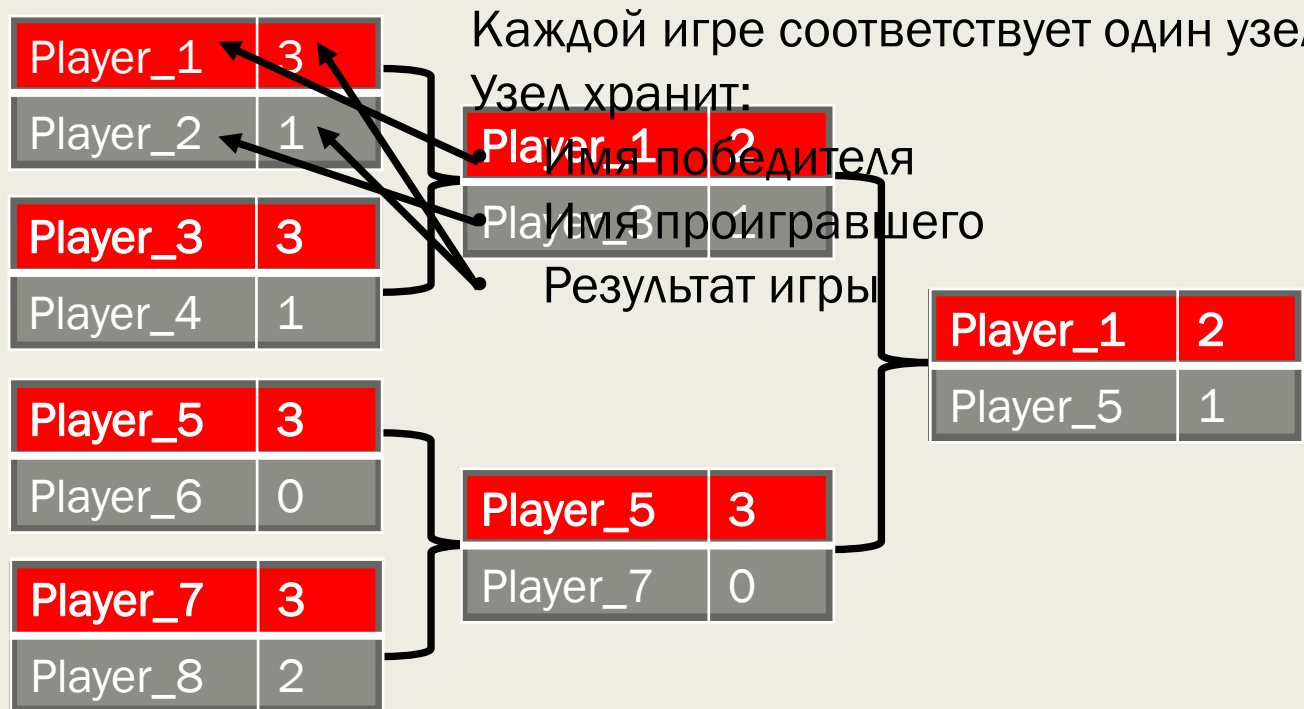 Каждой игре соответствует один
Узел хранит:
Имя победителя
Имя проигравшего
Результат игры
Player_1 3
Player_2 1
Player_3 3
Player_4 1
Player_5 3
Player_6 0
Player_7 3
Player_8 2
Player_1 2
Player_3 1
Player_5 3
Player_7 0
Player_1 2
Player_5 1